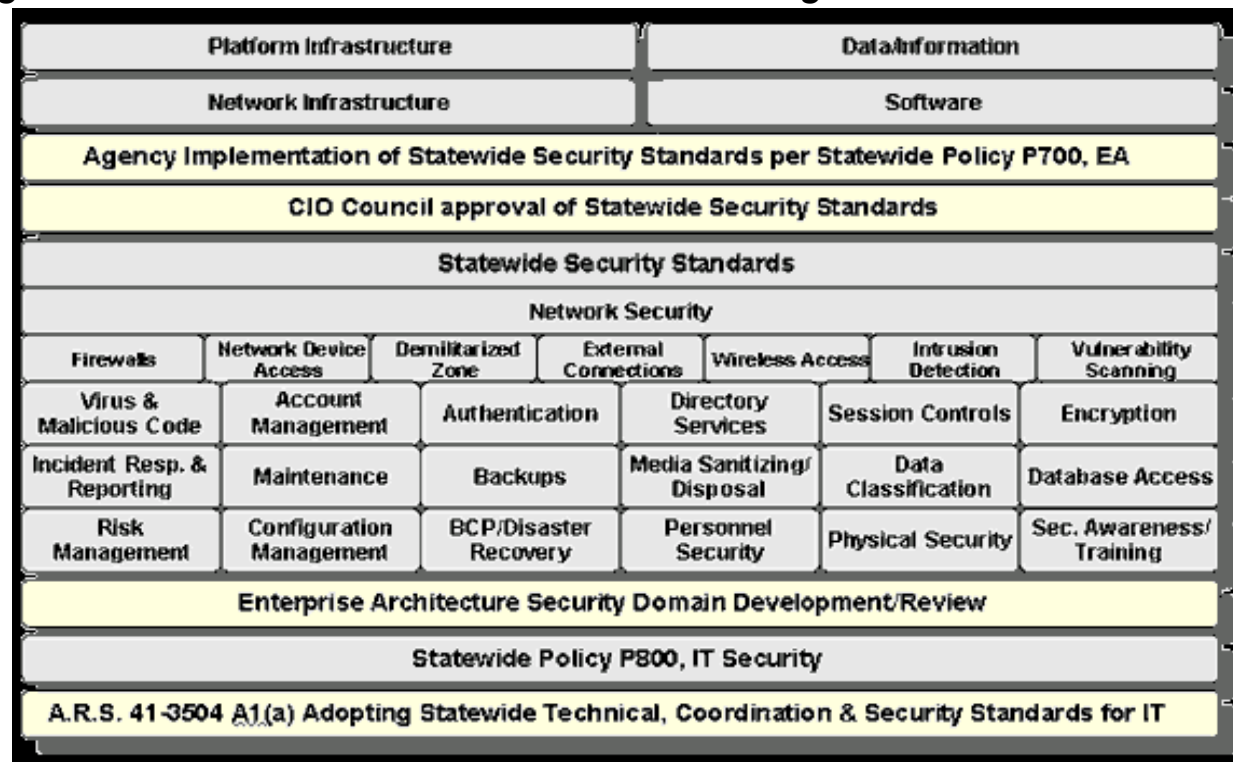 Platform Infrastructure
Data/Information
Network Infrastructure
Software
Agency Implementation of Statewide Security Standards per Statewide Policy P700, EA
CIO Council approval of Statewide Security Standards
Statewide Security Standards
Network Security
Firewalls
Network Device
Access
Demilitarized
Zone
External
Connections
Wireless Access
Intrusion
Detection
Vulnerability
Scanning
Virus &
Malicious Code
Account
Management
Authentication
Directory
Services
Session Controls
Encryption
Incident Resp. &
Reporting
Maintenance
Backups
Media Sanitizing/
Disposal
Data
Classification
Database Access
Risk
Management
Configuration
Management
BCP/Disaster
Recovery
Personnel
Security
Physical Security
Sec. Awareness/
Training
Enterprise Architecture Security Domain Development/Review
Statewide Policy P800, IT Security
A.R.S. 41-3504 A1(a) Adopting Statewide Technical, Coordination & Security Standards for IT